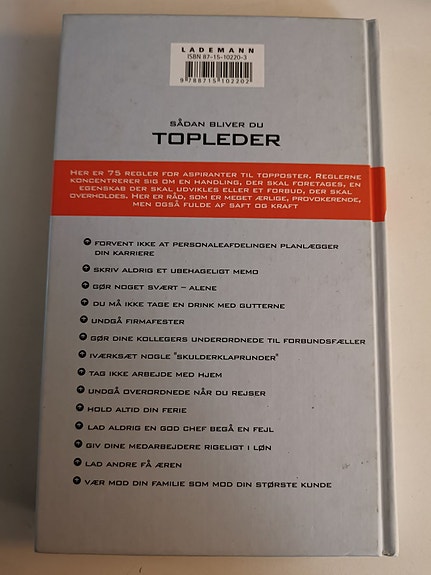 LADEMANN
ISBN 87-15-10220-3
9 788715 102202
SÅDAN BLIVER DU
TOPLEDER
HER ER 75 REGLER FOR ASPIRANTER TIL TOPPOSTER. REGLERNE
KONCENTRERER SIG OM EN HANDLING, DER SKAL FORETAGES, EN
EGENSKAB DER SKAL UDVIKLES ELLER ET FORBUD, DER SKAL
OVERHOLDES. HER ER RÅD, SOM ER MEGET ÆRLIGE, PROVOKERENDE,
MEN OGSÅ FULDE AF SAFT OG KRAFT
FORVENT IKKE AT PERSONALEAFDELINGEN PLANLÆGGER
DIN KARRIERE
SKRIV ALDRIG ET UBEHAGELIGT MEMO
GØR NOGET SVÆRT – ALENE
DU MÅ IKKE TAGE EN DRINK MED GUTTERNE
UNDGÅ FIRMAFESTER
GØR DINE KOLLEGERS UNDERORDNEDE TIL FORBUNDSFÆLLER
IVÆRKSÆT NOGLE "SKULDERKLAPRUNDER"
TAG IKKE ARBEJDE MED HJEM
UNDGÅ OVERORDNEDE NÅR DU REJSER
HOLD ALTID DIN FERIE
LAD ALDRIG EN GOD CHEF BEGÅ EN FEJL
GIV DINE MEDARBEJDERE RIGELIGT I LØN
LAD ANDRE FÅ ÆREN
VÆR MOD DIN FAMILIE SOM MOD DIN STØRSTE KUNDE